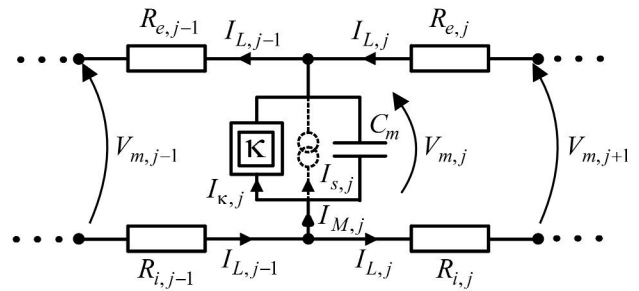 R_{e,j-1} I_{L,j-1} I_{L,j} R_{e,j}
V_{m,j-1} K C_m V_{m,j} V_{m,j+1}
I_{κ,j} I_{s,j}
I_{M,j}
R_{i,j-1} I_{L,j-1} I_{L,j} R_{i,j}